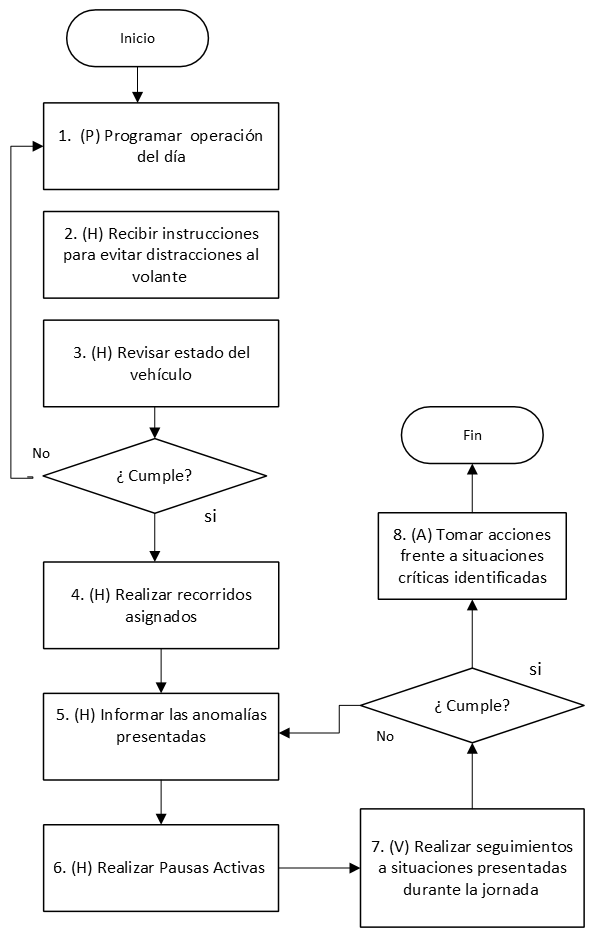 Inicio
1. (P) Programar operación
del día
2. (H) Recibir instrucciones
para evitar distracciones al
volante
3. (H) Revisar estado del
vehículo
No
¿ Cumple?
si
4. (H) Realizar recorridos
asignados
5. (H) Informar las anomalías
presentadas
6. (H) Realizar Pausas Activas
7. (V) Realizar seguimientos
a situaciones presentadas
durante la jornada
¿ Cumple?
No
si
8. (A) Tomar acciones
frente a situaciones
críticas identificadas
Fin